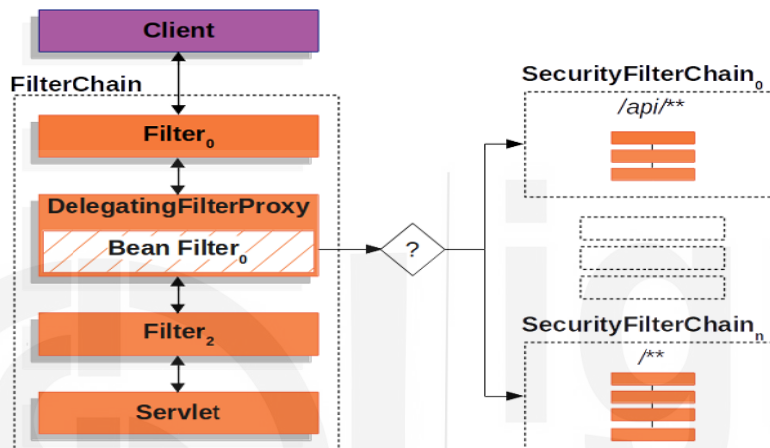 Client
FilterChain
Filter₀
DelegatingFilterProxy
Bean Filter₀
Filter₂
Servlet
?
SecurityFilterChain₀
/api/**
SecurityFilterChainₙ
/**